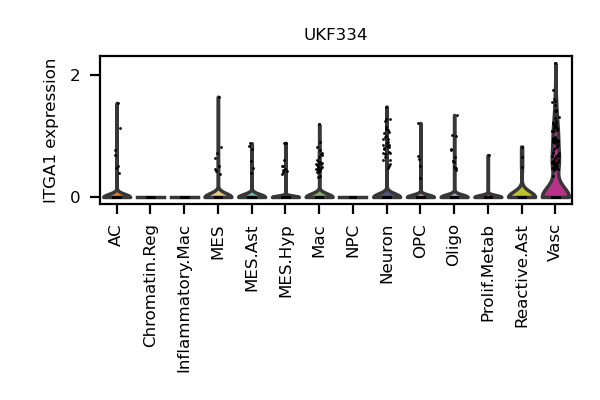 UKF334
ITGA1 expression
2
0
AC
Chromatin.Reg
Inflammatory.Mac
MES
MES.Ast
MES.Hyp
Mac
NPC
Neuron
OPC
Oligo
Prolif.Metab
Reactive.Ast
Vasc